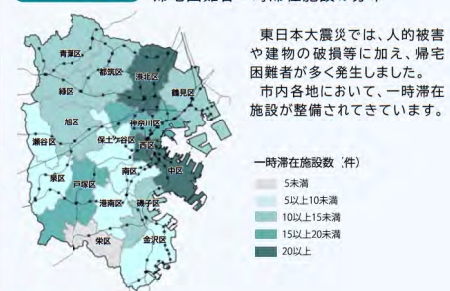 東日本大震災では、人的被害
や建物の破損等に加え、帰宅
困難者が多く発生しました。
市内各地において、一時滞在
施設が整備されてきています。
青葉区
都筑区
港北区
緑区
鶴見区
旭区
神奈川区
保土ケ谷区
瀬谷区
西区
中区
泉区
戸塚区
南区
港南区
磯子区
栄区
金沢区
一時滞在施設数（件）
5未満
5以上10未満
10以上15未満
15以上20未満
20以上